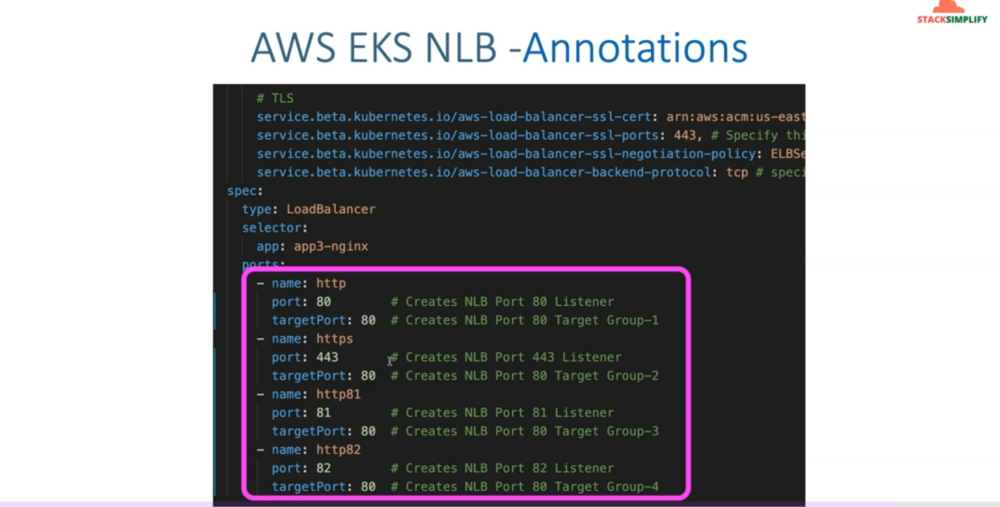 STACKSIMPLIFY
AWS EKS NLB -Annotations
# TLS
service.beta.kubernetes.io/aws-load-balancer-ssl-cert: arn:aws:acm:us-east
service.beta.kubernetes.io/aws-load-balancer-ssl-ports: 443, # Specify thi
service.beta.kubernetes.io/aws-load-balancer-ssl-negotiation-policy: ELBSe
service.beta.kubernetes.io/aws-load-balancer-backend-protocol: tcp # speci
spec:
type: LoadBalancer
selector:
app: app3-nginx
ports:
- name: http
port: 80 # Creates NLB Port 80 Listener
targetPort: 80 # Creates NLB Port 80 Target Group-1
- name: https
port: 443 # Creates NLB Port 443 Listener
targetPort: 80 # Creates NLB Port 80 Target Group-2
- name: http81
port: 81 # Creates NLB Port 81 Listener
targetPort: 80 # Creates NLB Port 80 Target Group-3
- name: http82
port: 82 # Creates NLB Port 82 Listener
targetPort: 80 # Creates NLB Port 80 Target Group-4